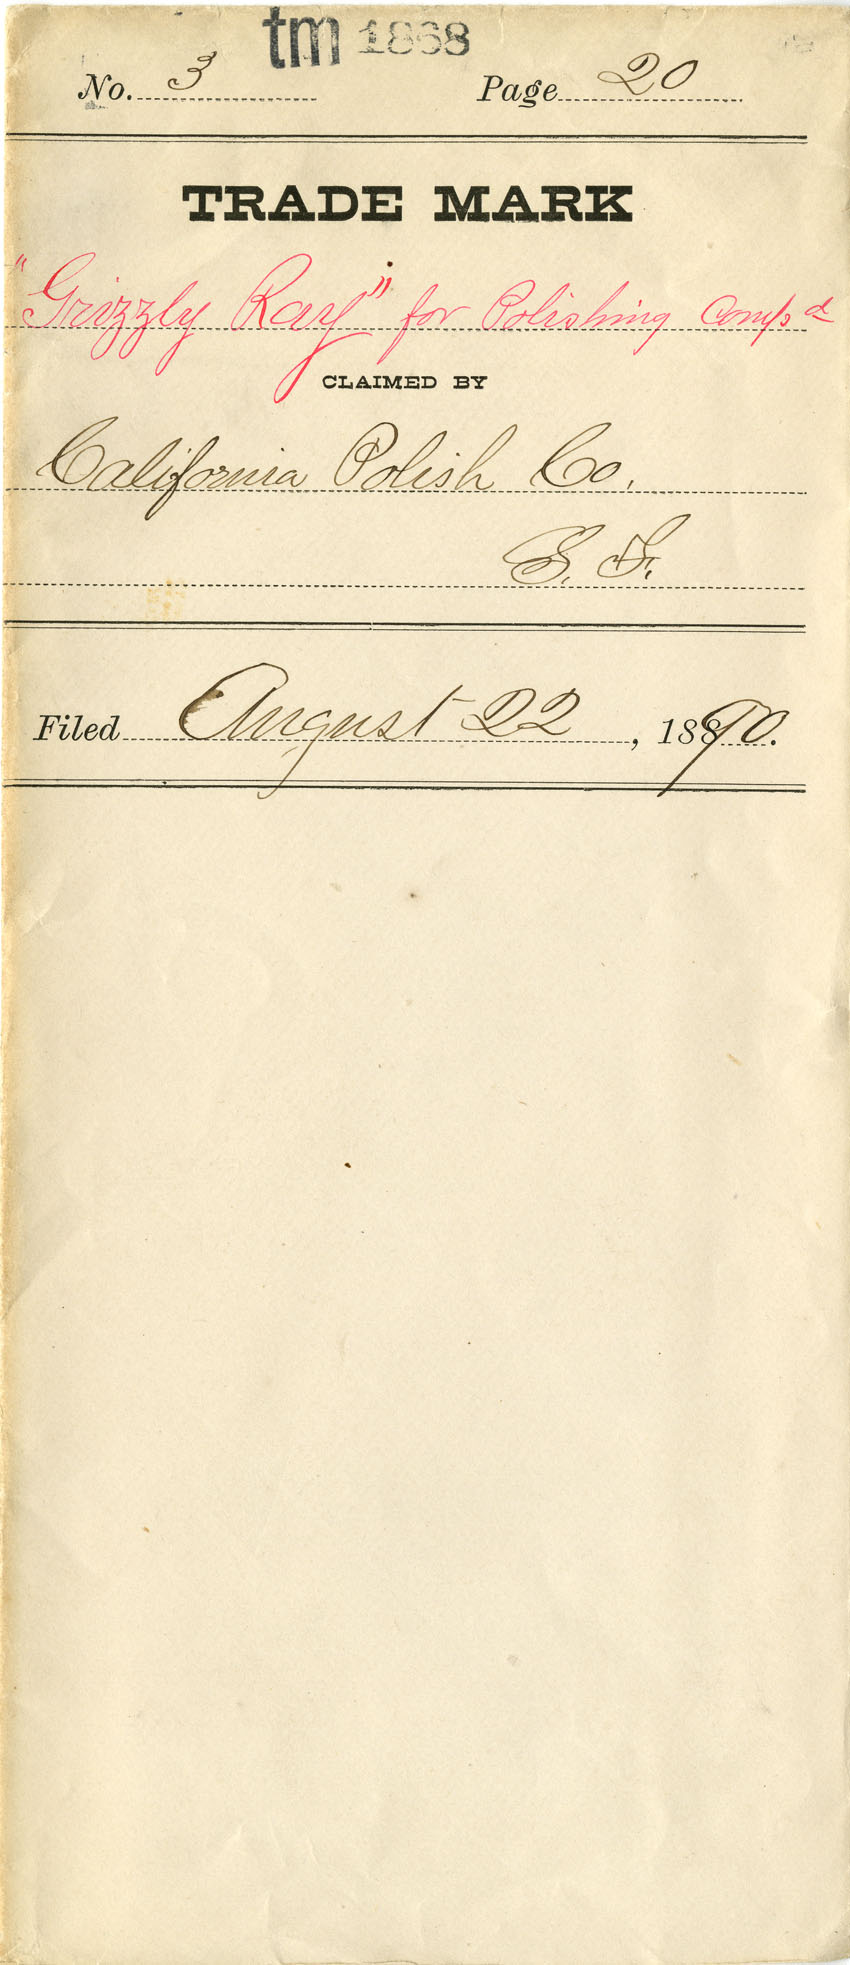 tm 1868
No. 3 Page 20
TRADE MARK
"Grizzly Ray" for Polishing Comp d
CLAIMED BY
California Polish Co.
S. F.
Filed August 22, 1890.